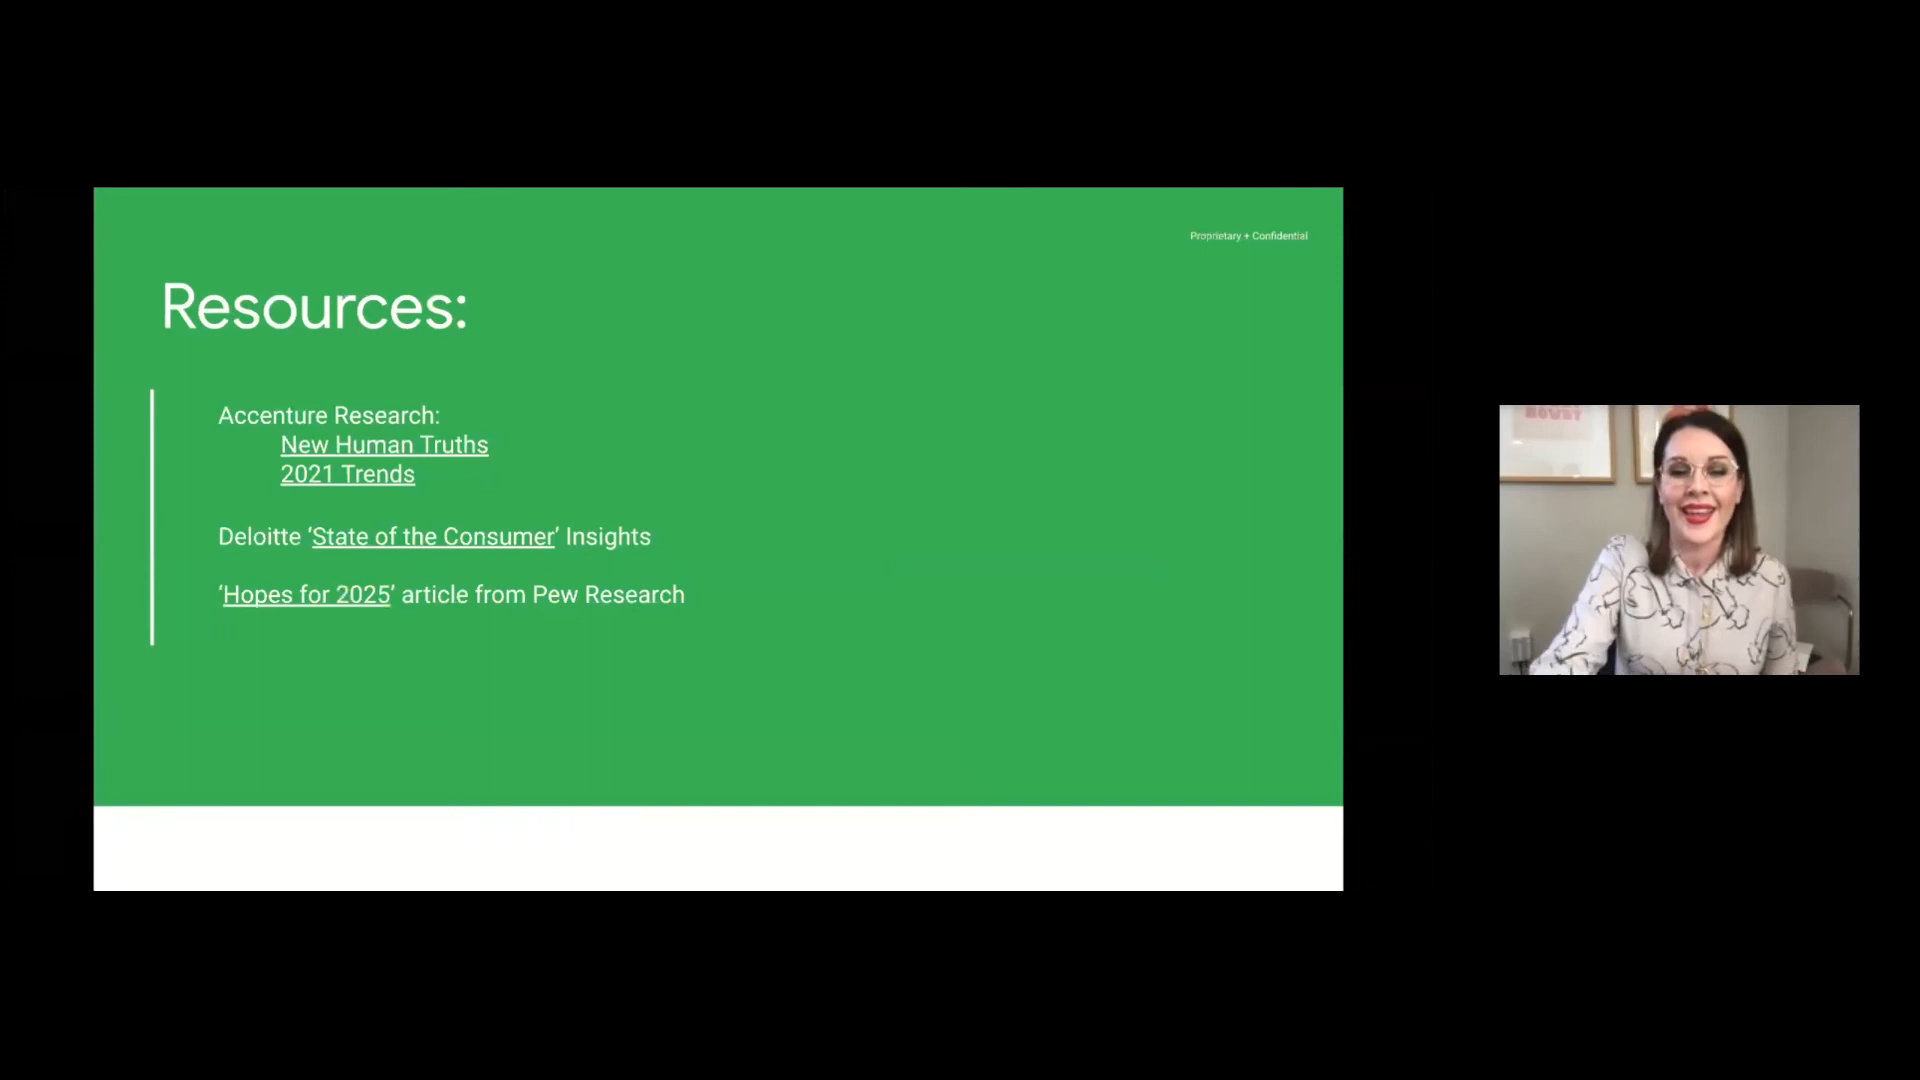 Proprietary + Confidential
Resources:
Accenture Research:
New Human Truths
2021 Trends
Deloitte ‘State of the Consumer’ Insights
‘Hopes for 2025’ article from Pew Research